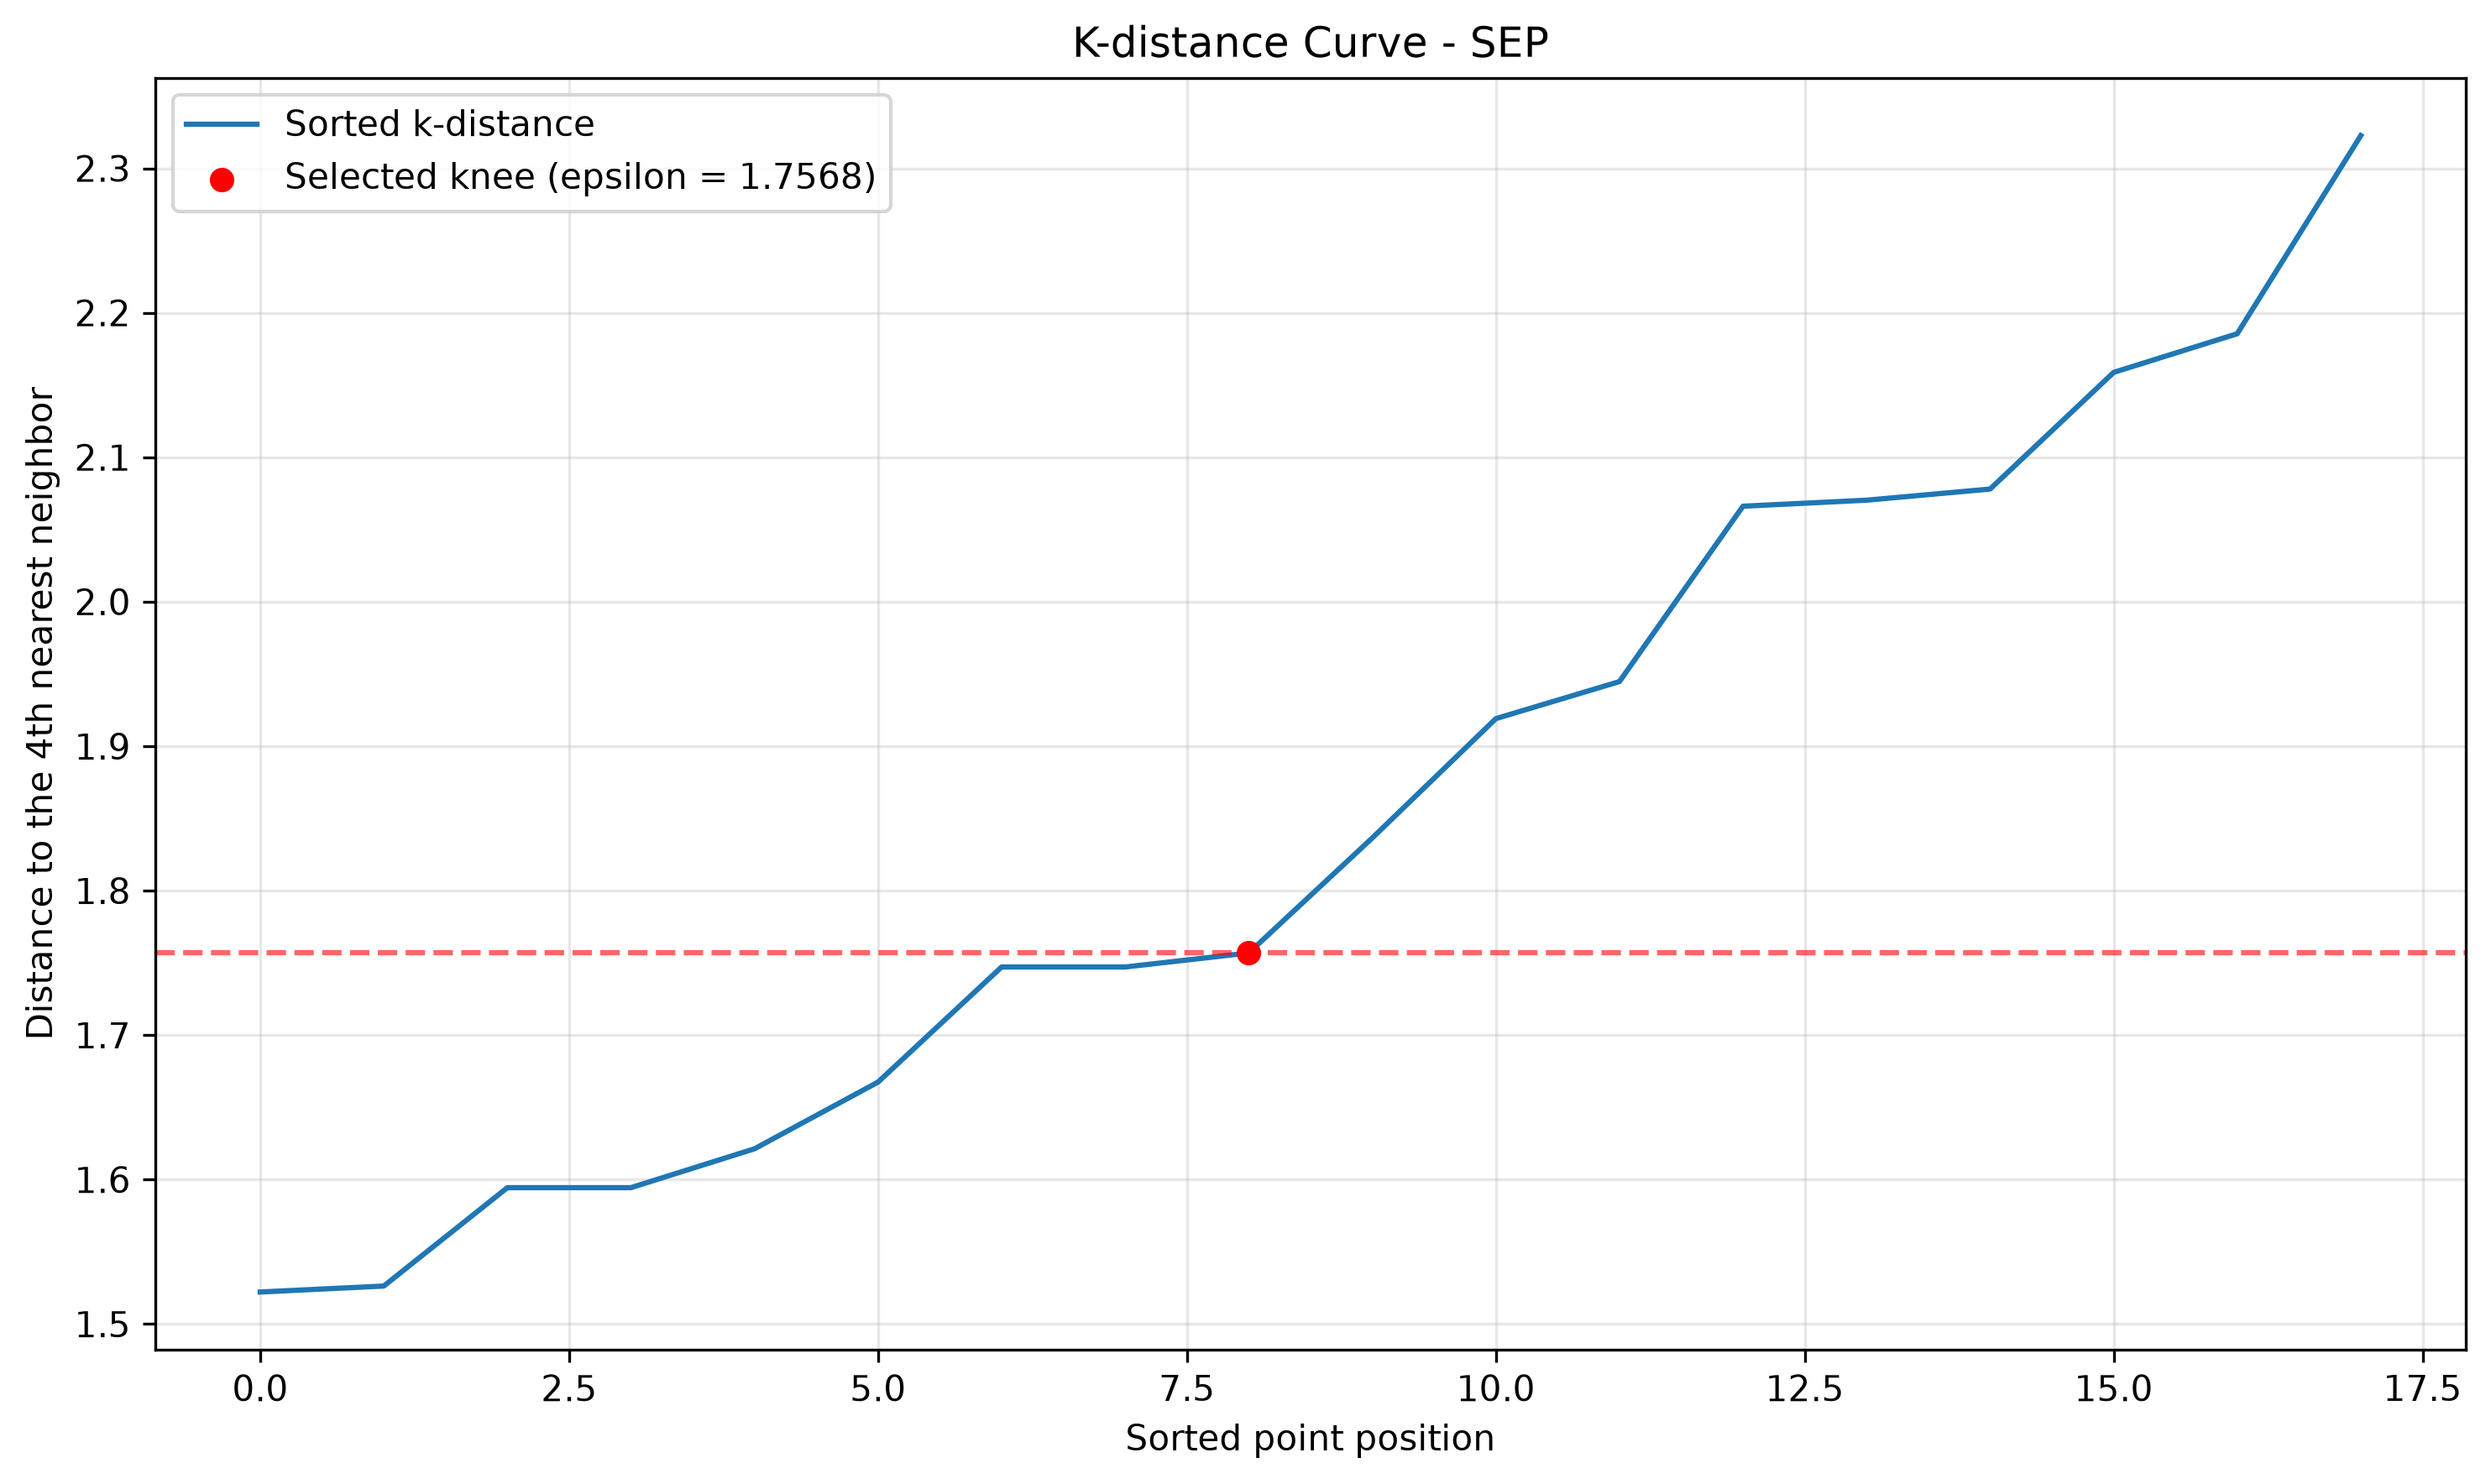 K-distance Curve - SEP
Sorted k-distance
Selected knee (epsilon = 1.7568)
Distance to the 4th nearest neighbor
2.3
2.2
2.1
2.0
1.9
1.8
1.7
1.6
1.5
0.0 2.5 5.0 7.5 10.0 12.5 15.0 17.5
Sorted point position